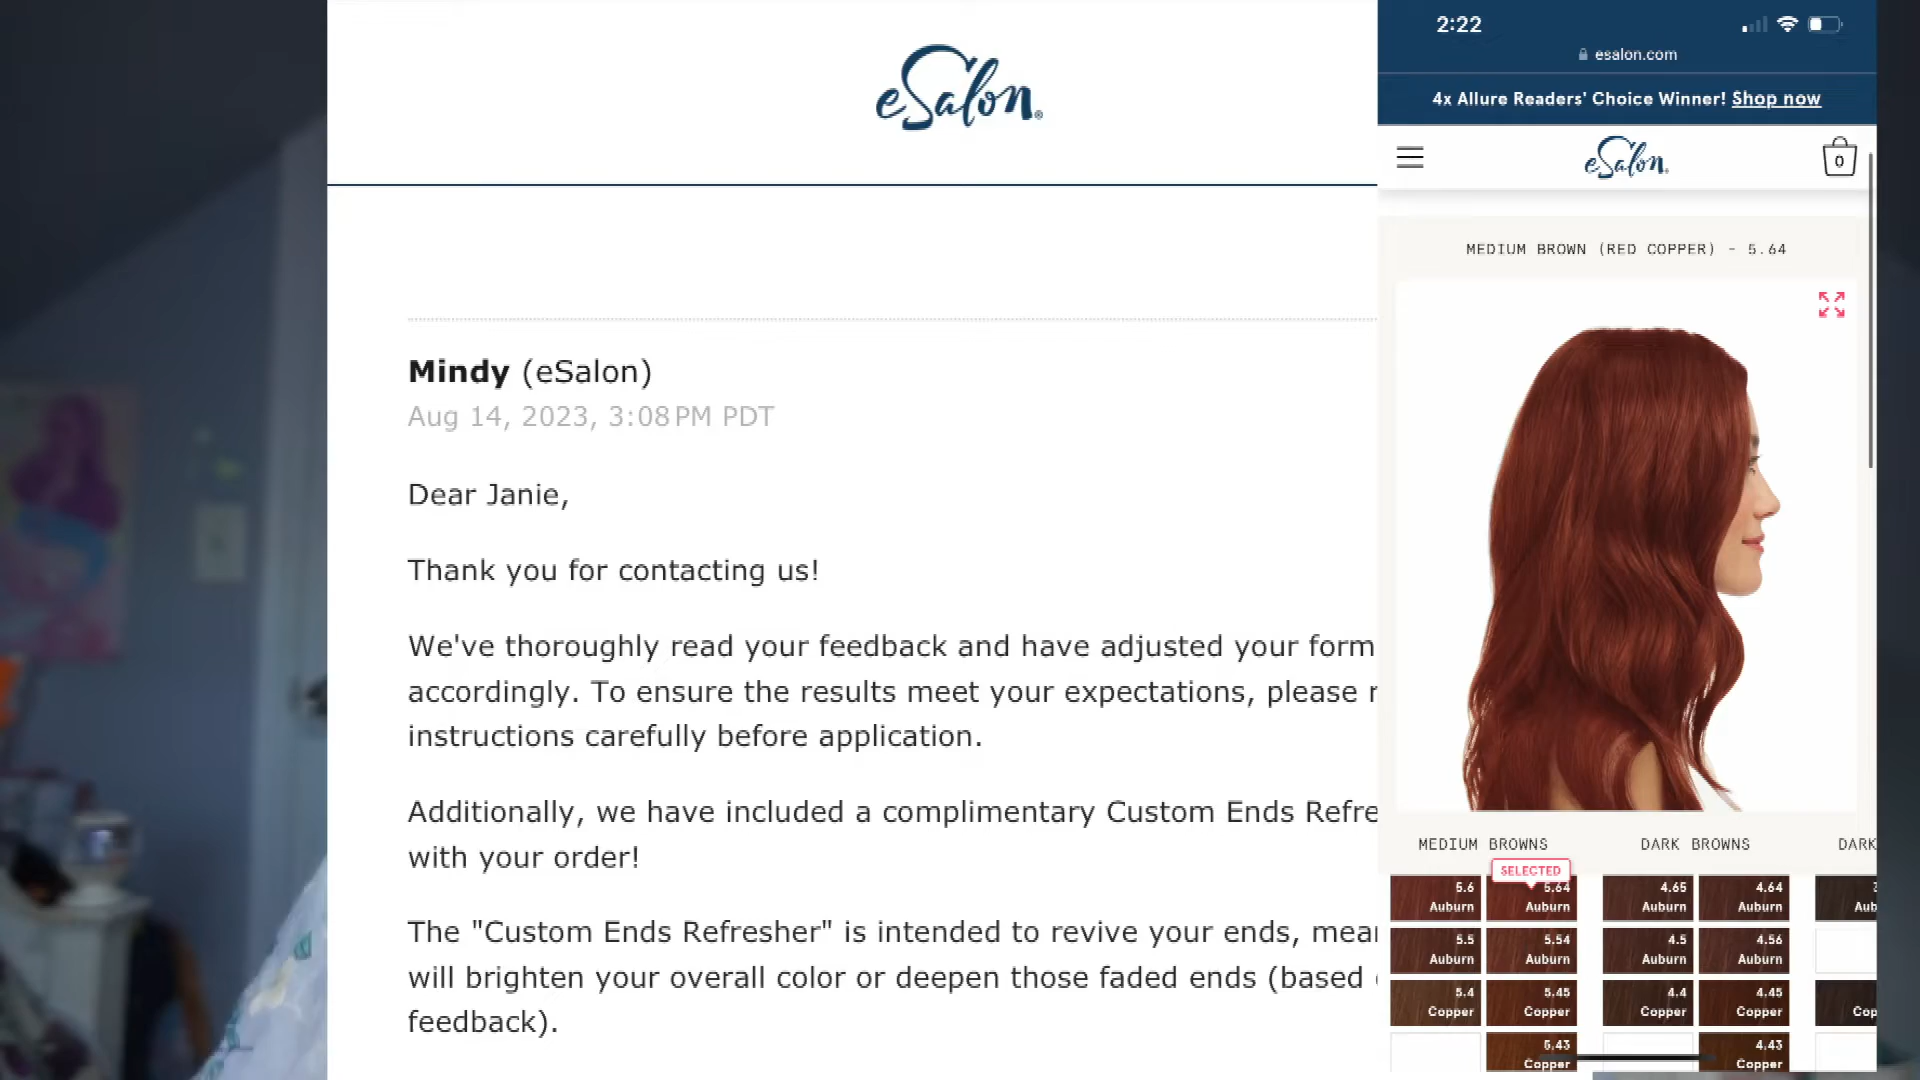 eSalon®
Mindy (eSalon)
Aug 14, 2023, 3:08 PM PDT
Dear Janie,
Thank you for contacting us!
We've thoroughly read your feedback and have adjusted your form
accordingly. To ensure the results meet your expectations, please
instructions carefully before application.
Additionally, we have included a complimentary Custom Ends Refre
with your order!
The "Custom Ends Refresher" is intended to revive your ends, mea
will brighten your overall color or deepen those faded ends (based
feedback).
2:22
esalon.com
4x Allure Readers' Choice Winner! Shop now
eSalon®
0
MEDIUM BROWN (RED COPPER) - 5.64
MEDIUM BROWNS
DARK BROWNS
DARK
SELECTED
5.6 5.64 4.65 4.64
Auburn Auburn Auburn Auburn Aub
5.5 5.54 4.5 4.56
Auburn Auburn Auburn Auburn
5.4 5.45 4.4 4.45
Copper Copper Copper Copper Cop
5.43 4.43
Copper Copper